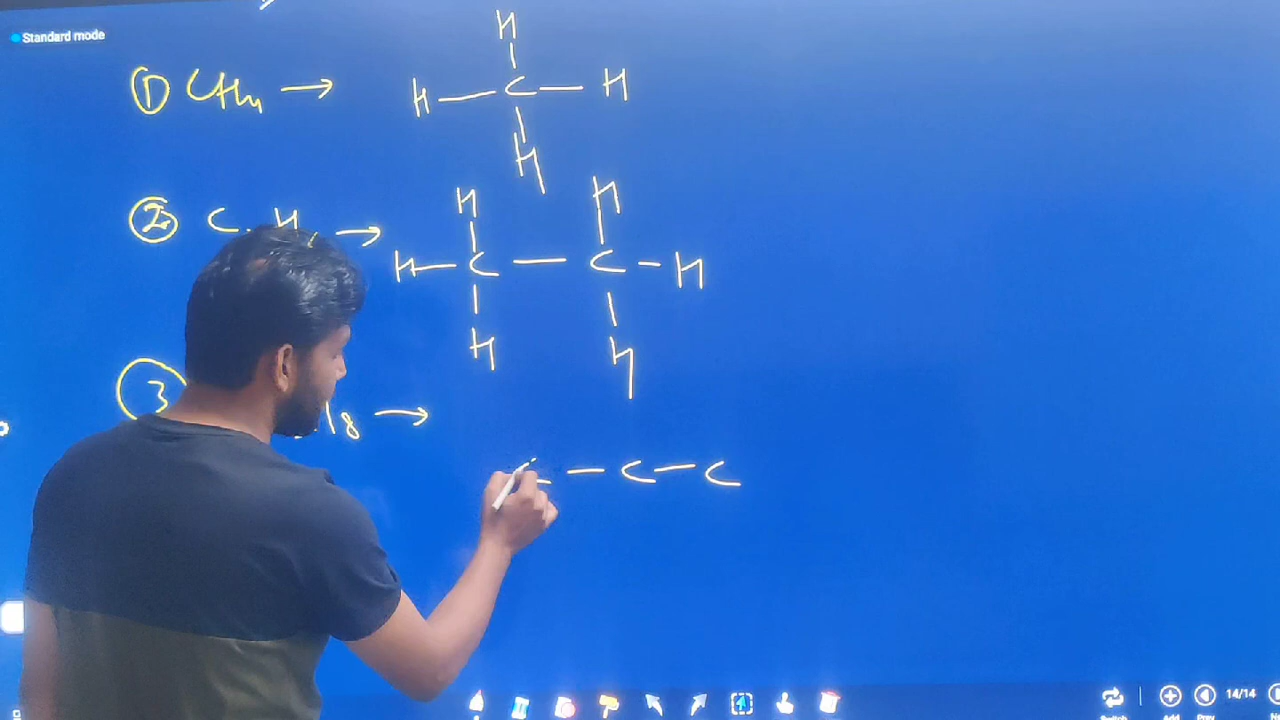 Standard mode
① CH4 →
H
H — C — H
H
② C H →
H H
H — C — C — H
H H
③ 8 →
C — C — C
14/14